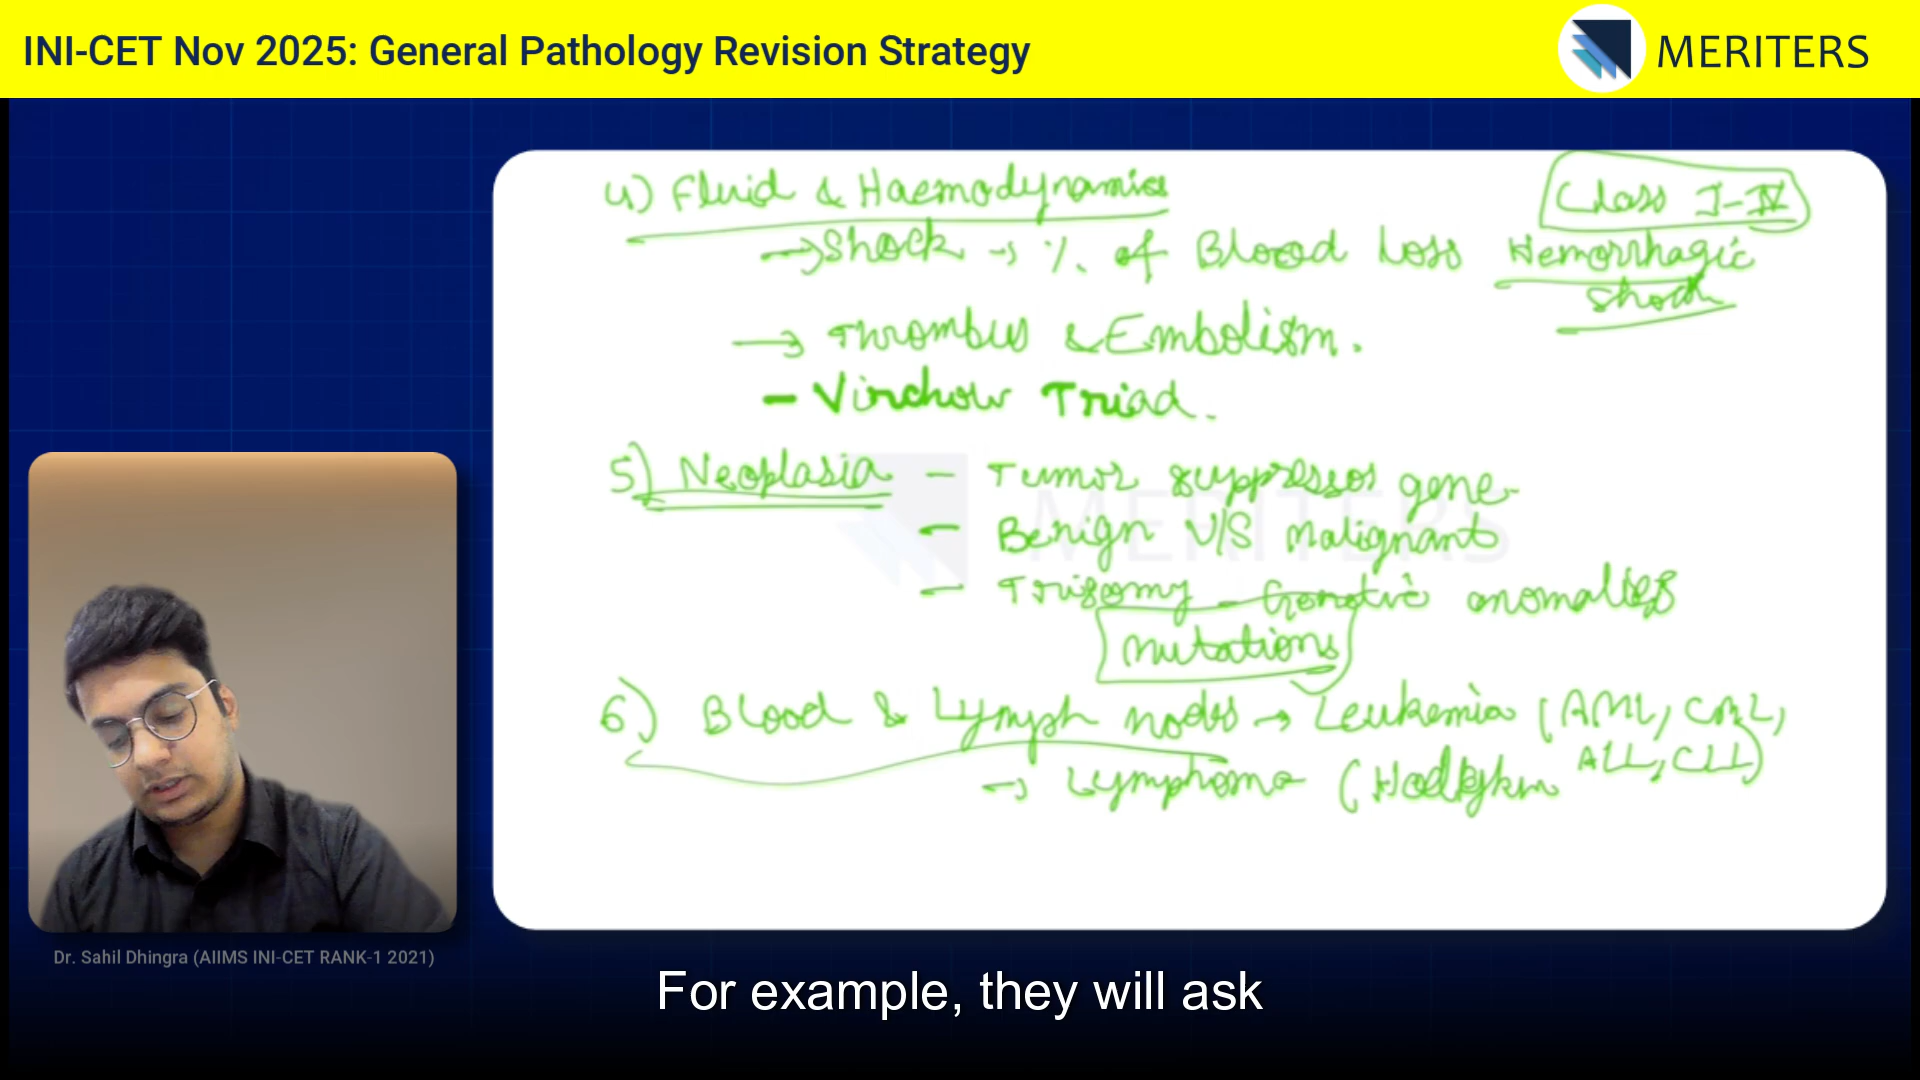 INI-CET Nov 2025: General Pathology Revision Strategy
MERITERS
4) Fluid & Haemodynamics
Class I-IV
→ Shock → % of Blood Loss Hemorrhagic
Shock
→ Thrombus & Embolism.
- Virchow Triad.
5) Neoplasia - Tumor suppressor gene
- Benign V/S Malignant
- Trisomy - Genetic anomalies
mutations
6) Blood & Lymph nodes → Leukemia (AML, CML,
ALL, CLL)
→ Lymphoma (Hodgkin
MERITERS
Dr. Sahil Dhingra (AIIMS INI-CET RANK-1 2021)
For example, they will ask